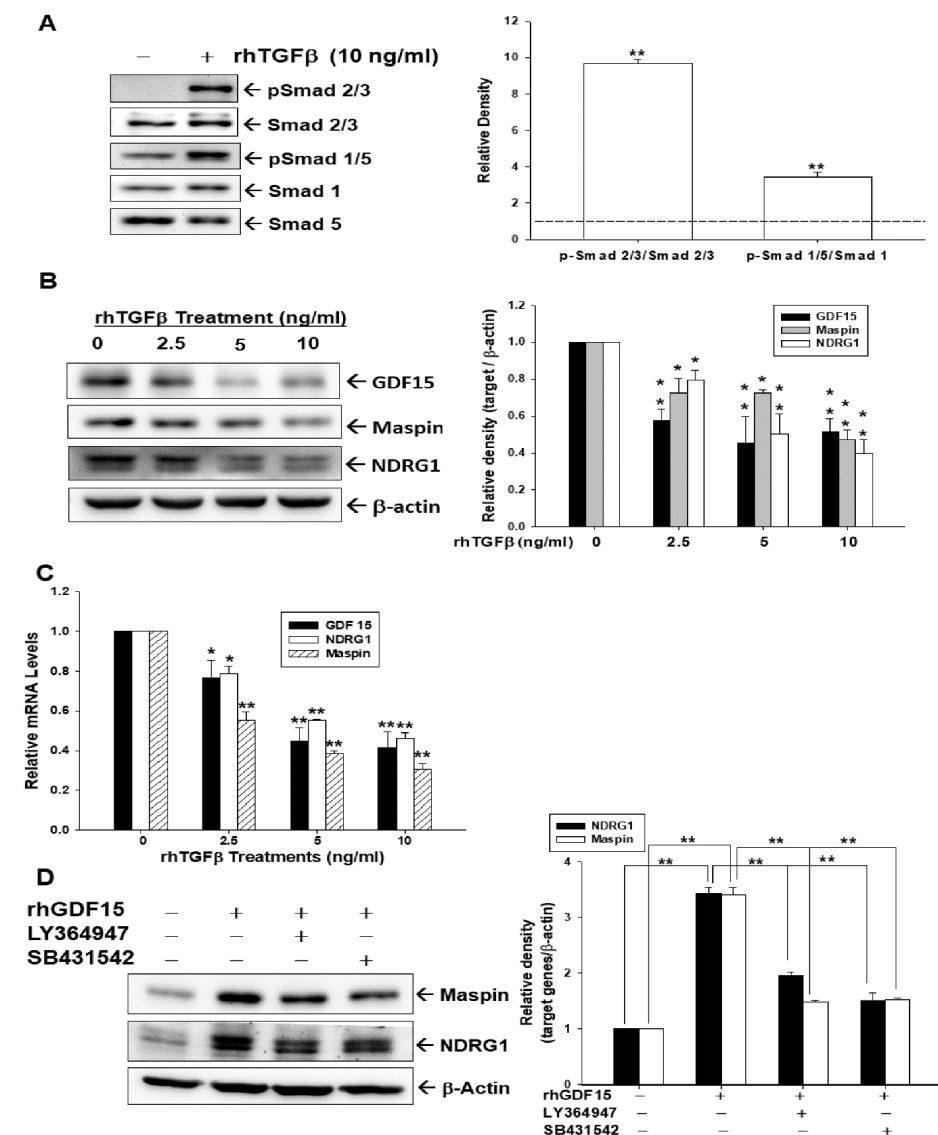 A
− + rhTGFβ (10 ng/ml)
← pSmad 2/3
← Smad 2/3
← pSmad 1/5
← Smad 1
← Smad 5
Relative Density
12
10
8
6
4
2
0
**
**
p-Smad 2/3/Smad 2/3 p-Smad 1/5/Smad 1
B
rhTGFβ Treatment (ng/ml)
0 2.5 5 10
← GDF15
← Maspin
← NDRG1
← β-actin
Relative density (target / β-actin)
1.2
1.0
0.8
0.6
0.4
0.2
0.0
GDF15
Maspin
NDRG1
* * * *
* * * * *
* * * * * *
rhTGFβ (ng/ml) 0 2.5 5 10
C
Relative mRNA Levels
1.2
1.0
0.8
0.6
0.4
0.2
0.0
GDF 15
NDRG1
Maspin
* * **
** ** **
** ** **
0 2.5 5 10
rhTGFβ Treatments (ng/ml)
D
rhGDF15 − + + +
LY364947 − − + −
SB431542 − − − +
← Maspin
← NDRG1
← β-Actin
NDRG1
Maspin
** ** **
** ** **
Relative density
(target genes/β-actin)
4
3
2
1
0
rhGDF15 − + + +
LY364947 − − + −
SB431542 − − − +